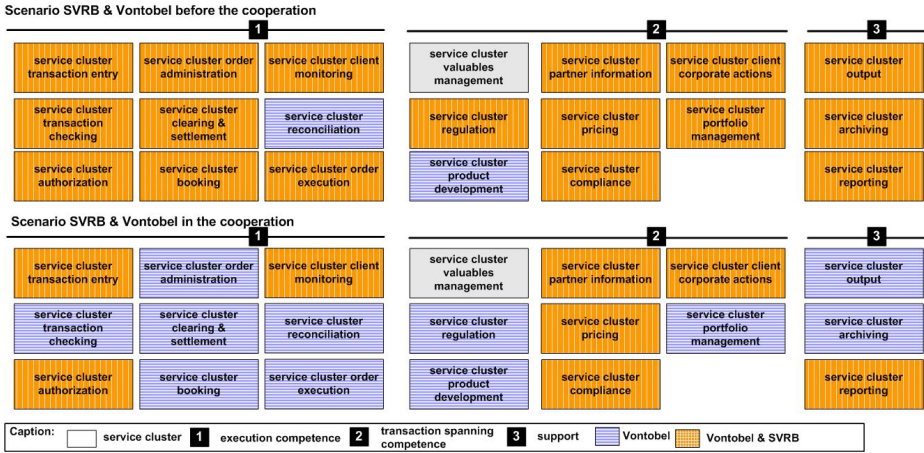 Scenario SVRB & Vontobel before the cooperation
1
2
3
service cluster
transaction entry
service cluster order
administration
service cluster client
monitoring
service cluster
valuables
management
service cluster
partner information
service cluster client
corporate actions
service cluster
output
service cluster
transaction
checking
service cluster
clearing &
settlement
service cluster
reconciliation
service cluster
regulation
service cluster
pricing
service cluster
portfolio
management
service cluster
archiving
service cluster
authorization
service cluster
booking
service cluster order
execution
service cluster
product
development
service cluster
compliance
service cluster
reporting
Scenario SVRB & Vontobel in the cooperation
1
2
3
service cluster
transaction entry
service cluster order
administration
service cluster client
monitoring
service cluster
valuables
management
service cluster
partner information
service cluster client
corporate actions
service cluster
output
service cluster
transaction
checking
service cluster
clearing &
settlement
service cluster
reconciliation
service cluster
regulation
service cluster
pricing
service cluster
portfolio
management
service cluster
archiving
service cluster
authorization
service cluster
booking
service cluster order
execution
service cluster
product
development
service cluster
compliance
service cluster
reporting
Caption:
service cluster
1 execution competence
2 transaction spanning
competence
3 support
Vontobel
Vontobel & SVRB